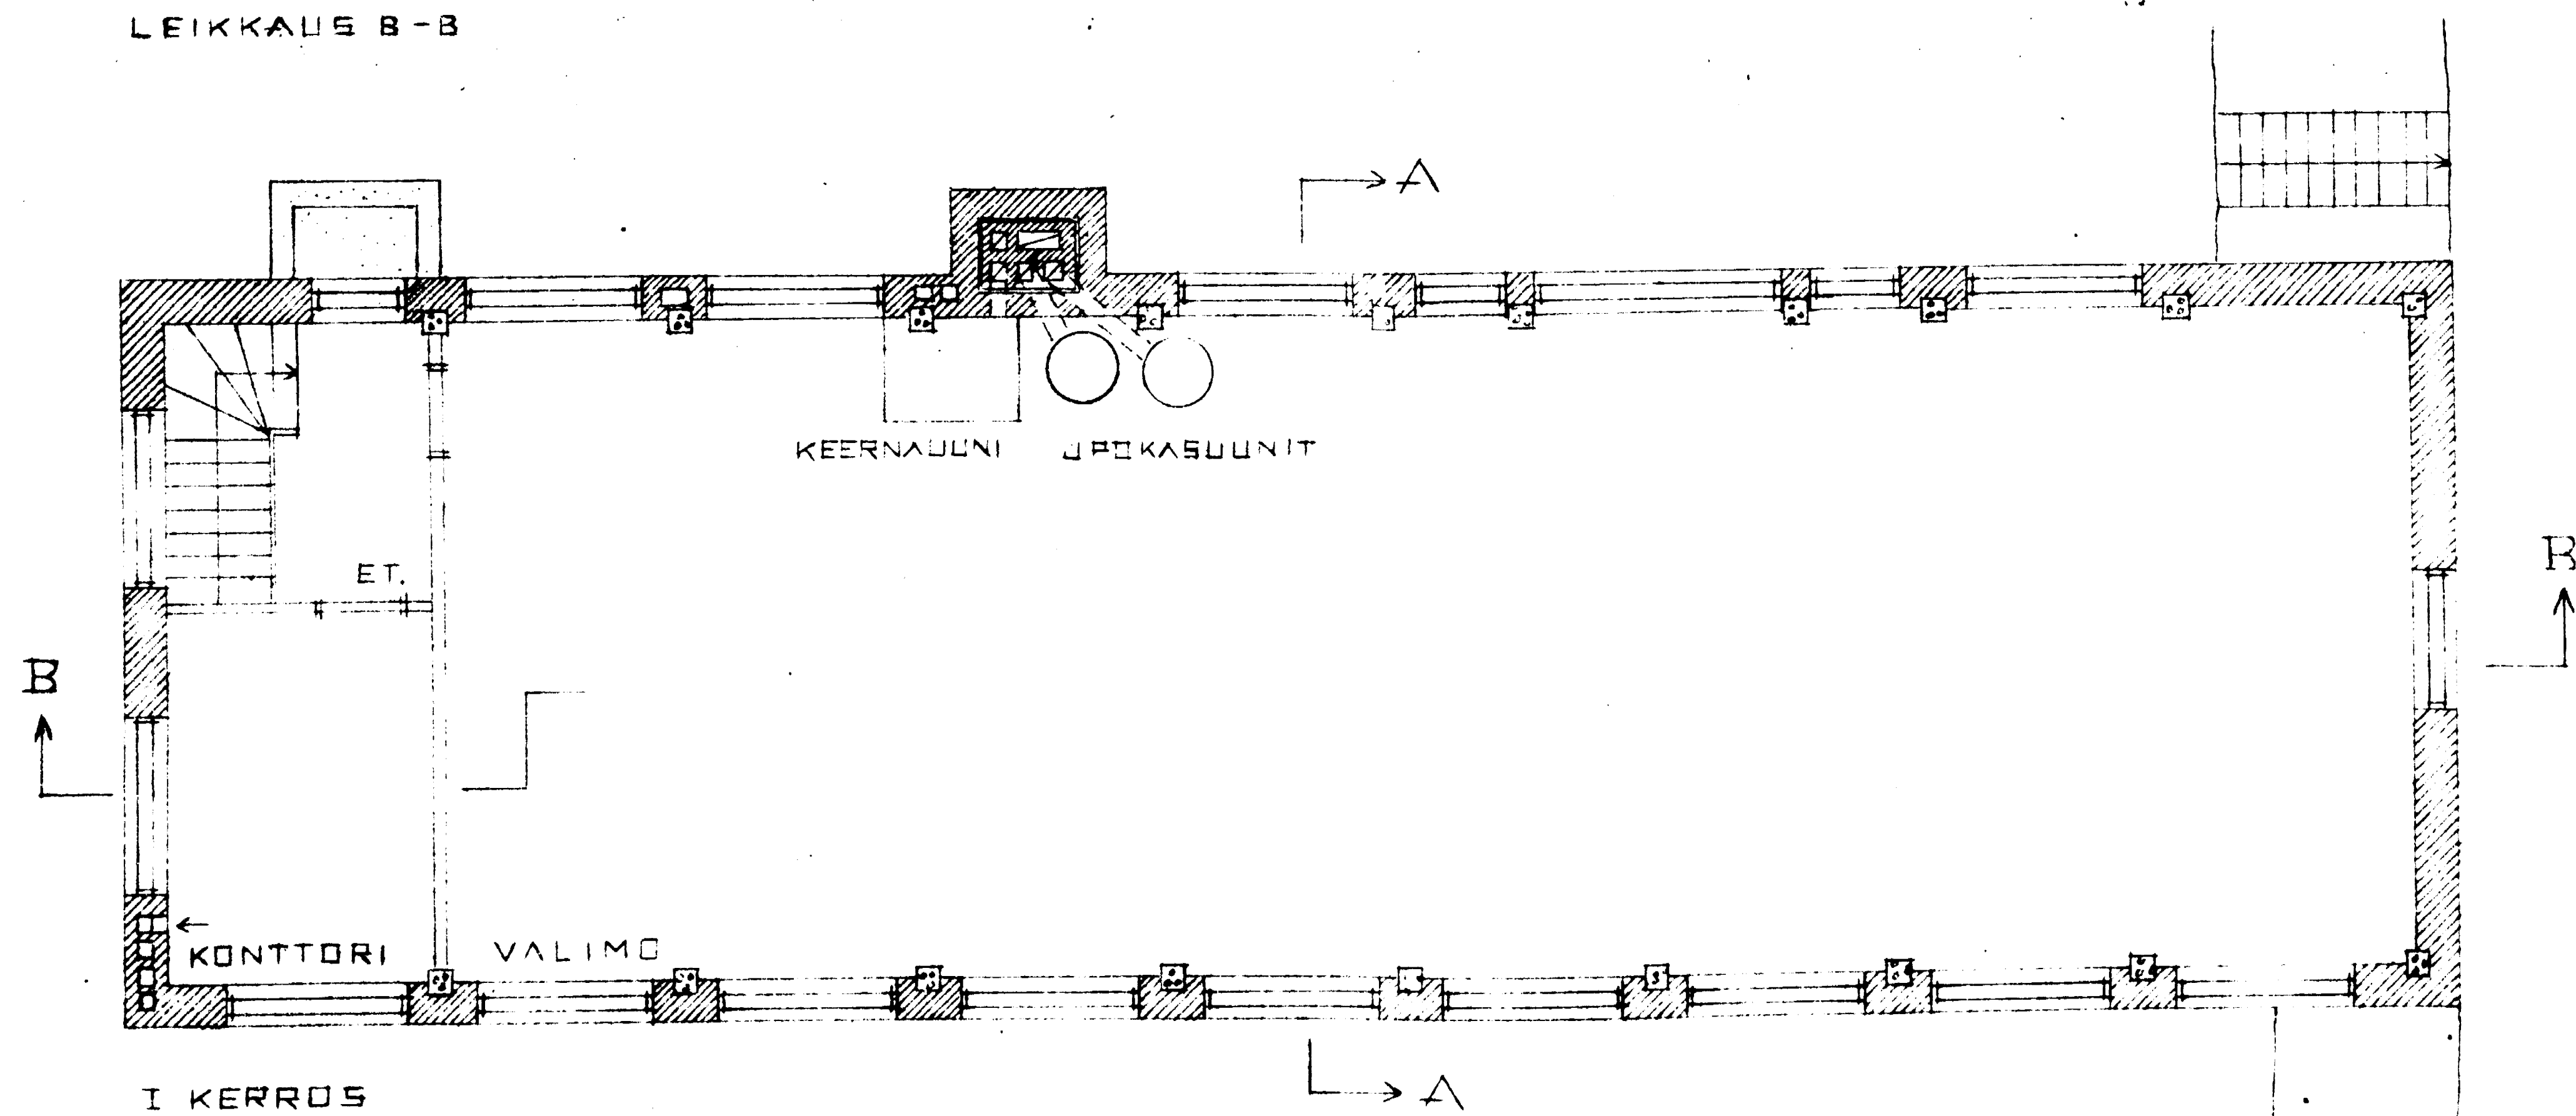 LEIKKAUS B-B
A
KEERNAUUNI UPOKASUUNIT
ET.
B
B
KONTTORI VALIMO
A
I KERROS